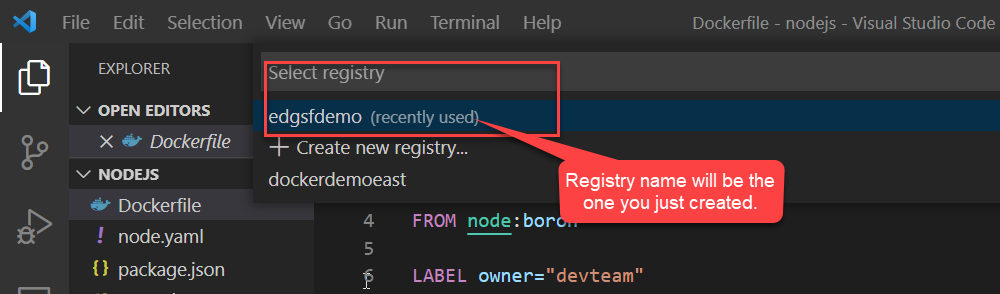 File Edit Selection View Go Run Terminal Help Dockerfile - nodejs - Visual Studio Code
EXPLORER
Select registry
OPEN EDITORS
edgsfdemo (recently used)
Dockerfile
+ Create new registry...
NODEJS
dockerdemoeast
Registry name will be the
one you just created.
Dockerfile
4 FROM node:boron
! node.yaml
5
{ } package.json
6 LABEL owner="devteam"